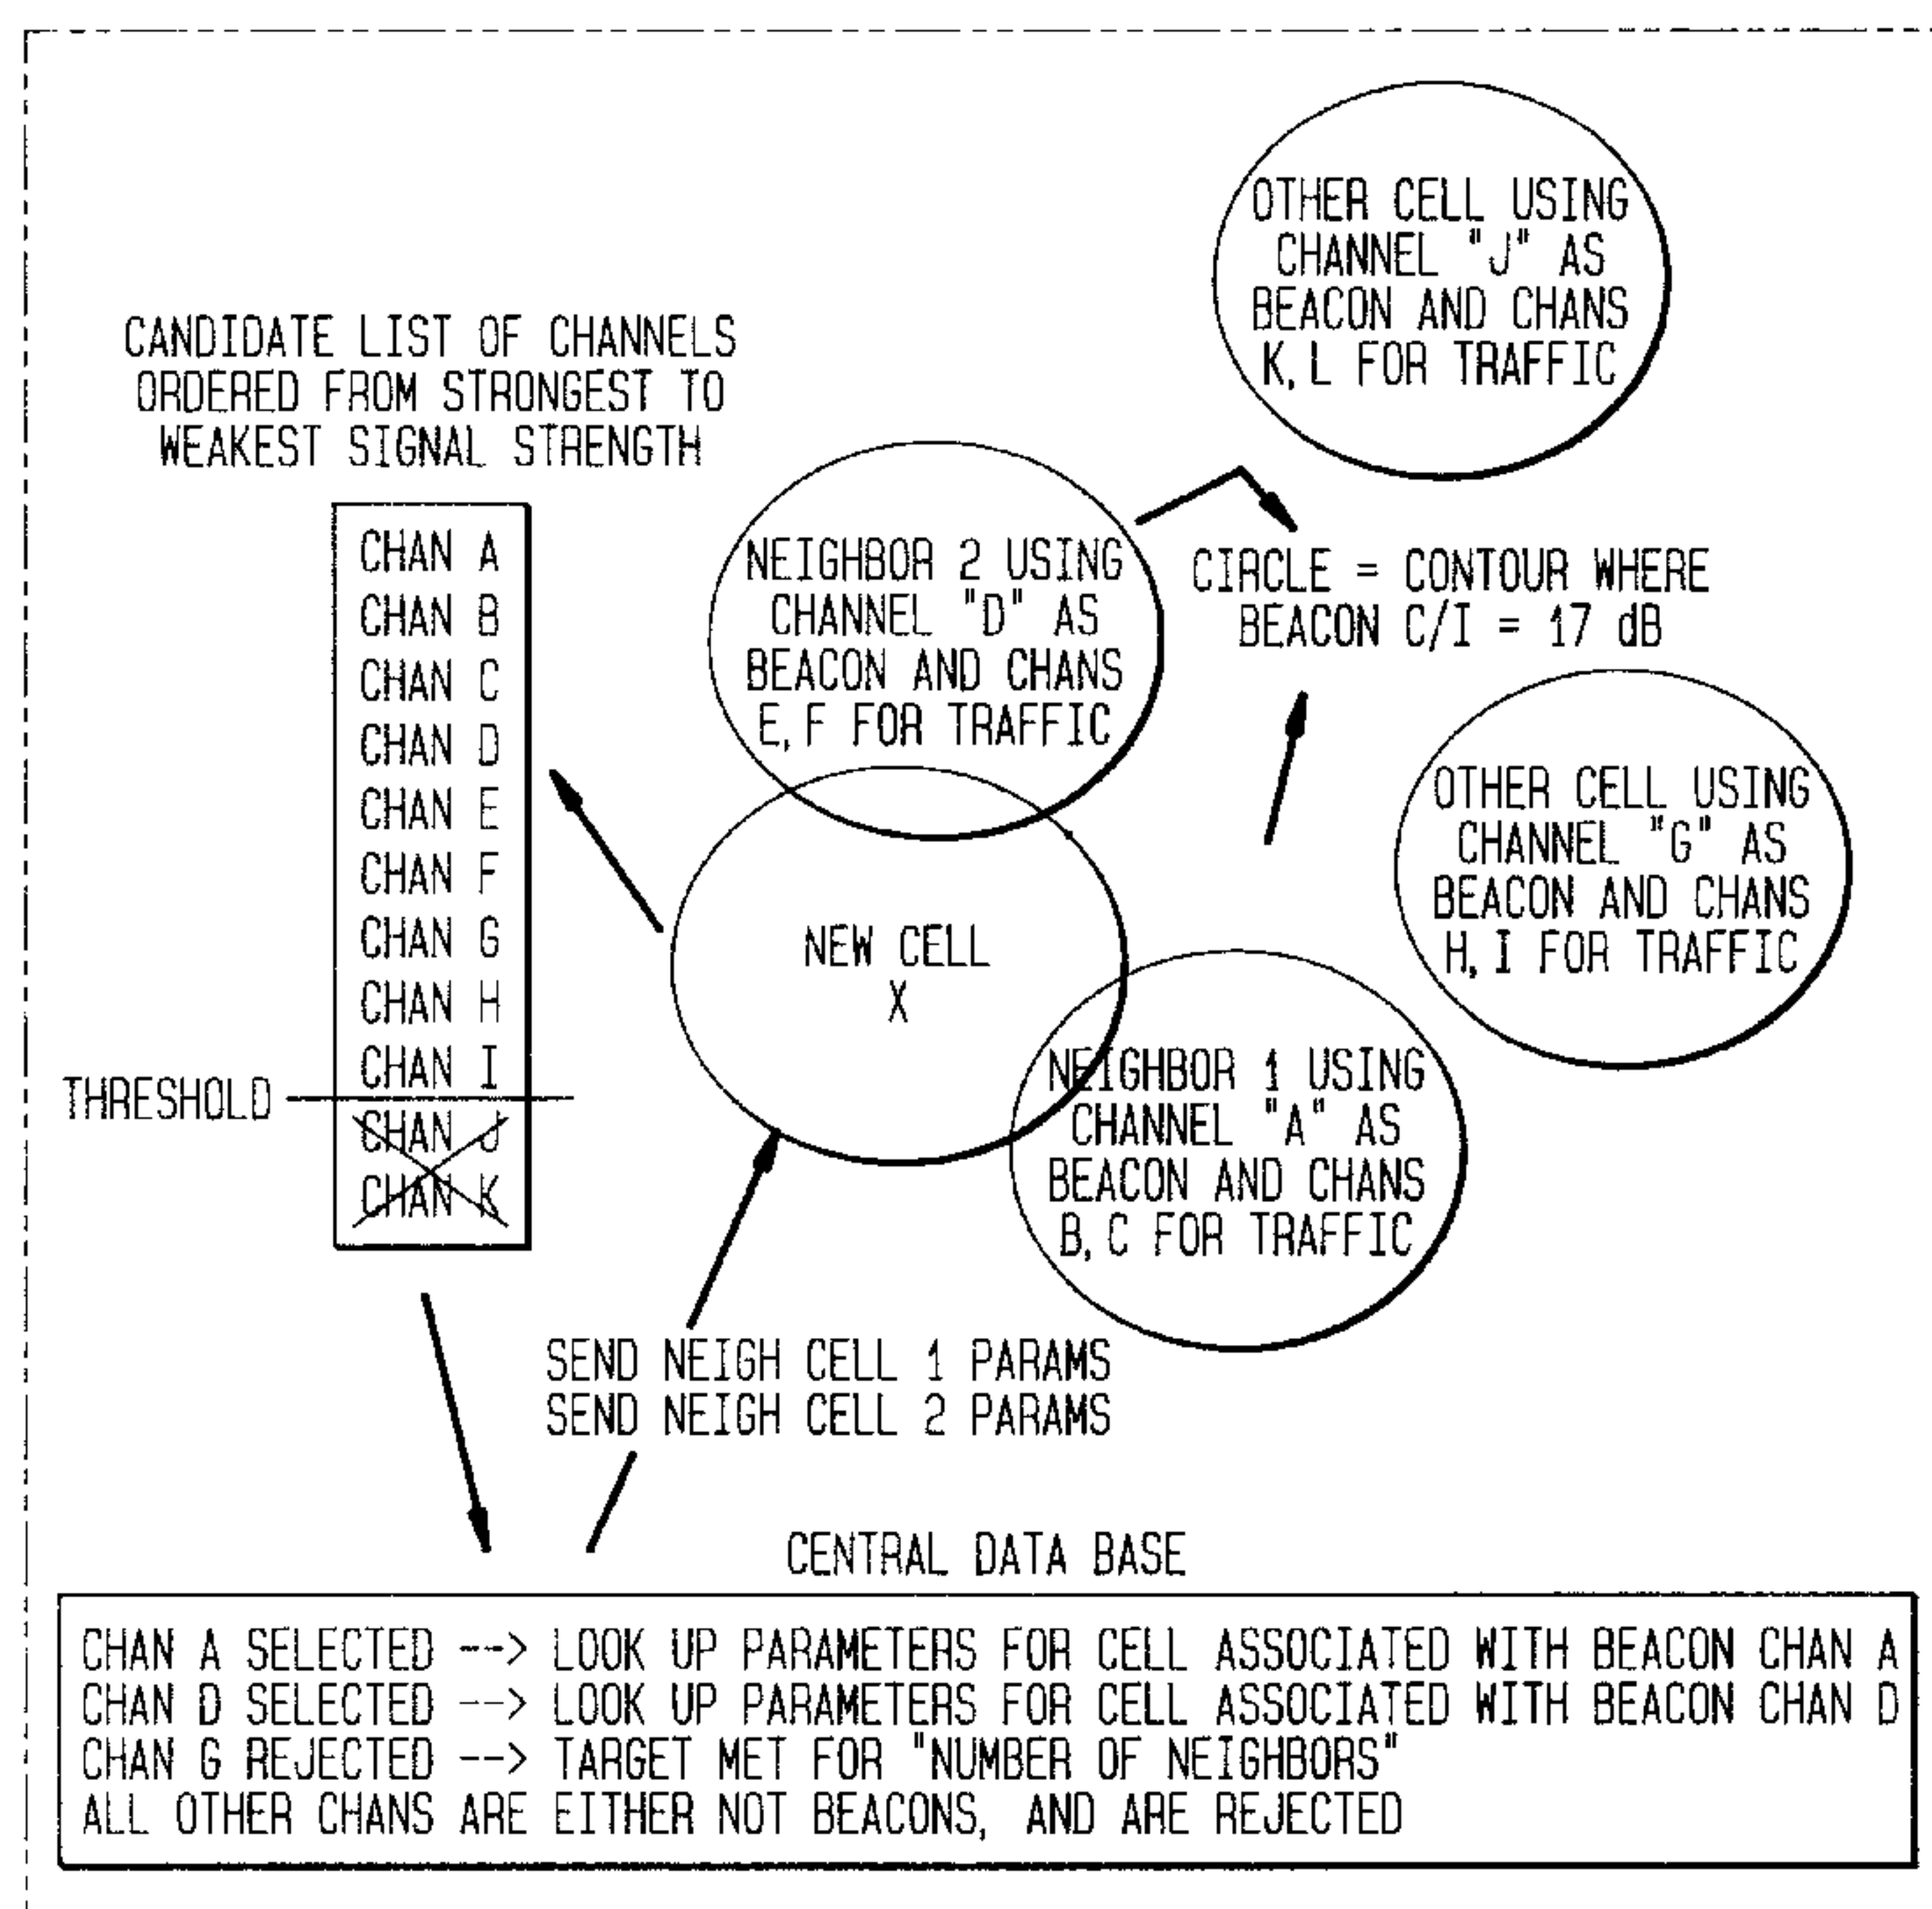 OTHER CELL USING
CHANNEL "J" AS
BEACON AND CHANS
K, L FOR TRAFFIC
CANDIDATE LIST OF CHANNELS
ORDERED FROM STRONGEST TO
WEAKEST SIGNAL STRENGTH
CHAN A
CHAN B
CHAN C
CHAN D
CHAN E
CHAN F
CHAN G
CHAN H
CHAN I
THRESHOLD
CHAN J
CHAN K
NEIGHBOR 2 USING
CHANNEL "D" AS
BEACON AND CHANS
E, F FOR TRAFFIC
CIRCLE = CONTOUR WHERE
BEACON C/I = 17 dB
OTHER CELL USING
CHANNEL "G" AS
BEACON AND CHANS
H, I FOR TRAFFIC
NEW CELL
X
NEIGHBOR 1 USING
CHANNEL "A" AS
BEACON AND CHANS
B, C FOR TRAFFIC
SEND NEIGH CELL 1 PARAMS
SEND NEIGH CELL 2 PARAMS
CENTRAL DATA BASE
CHAN A SELECTED --> LOOK UP PARAMETERS FOR CELL ASSOCIATED WITH BEACON CHAN A
CHAN D SELECTED --> LOOK UP PARAMETERS FOR CELL ASSOCIATED WITH BEACON CHAN D
CHAN G REJECTED --> TARGET MET FOR "NUMBER OF NEIGHBORS"
ALL OTHER CHANS ARE EITHER NOT BEACONS, AND ARE REJECTED